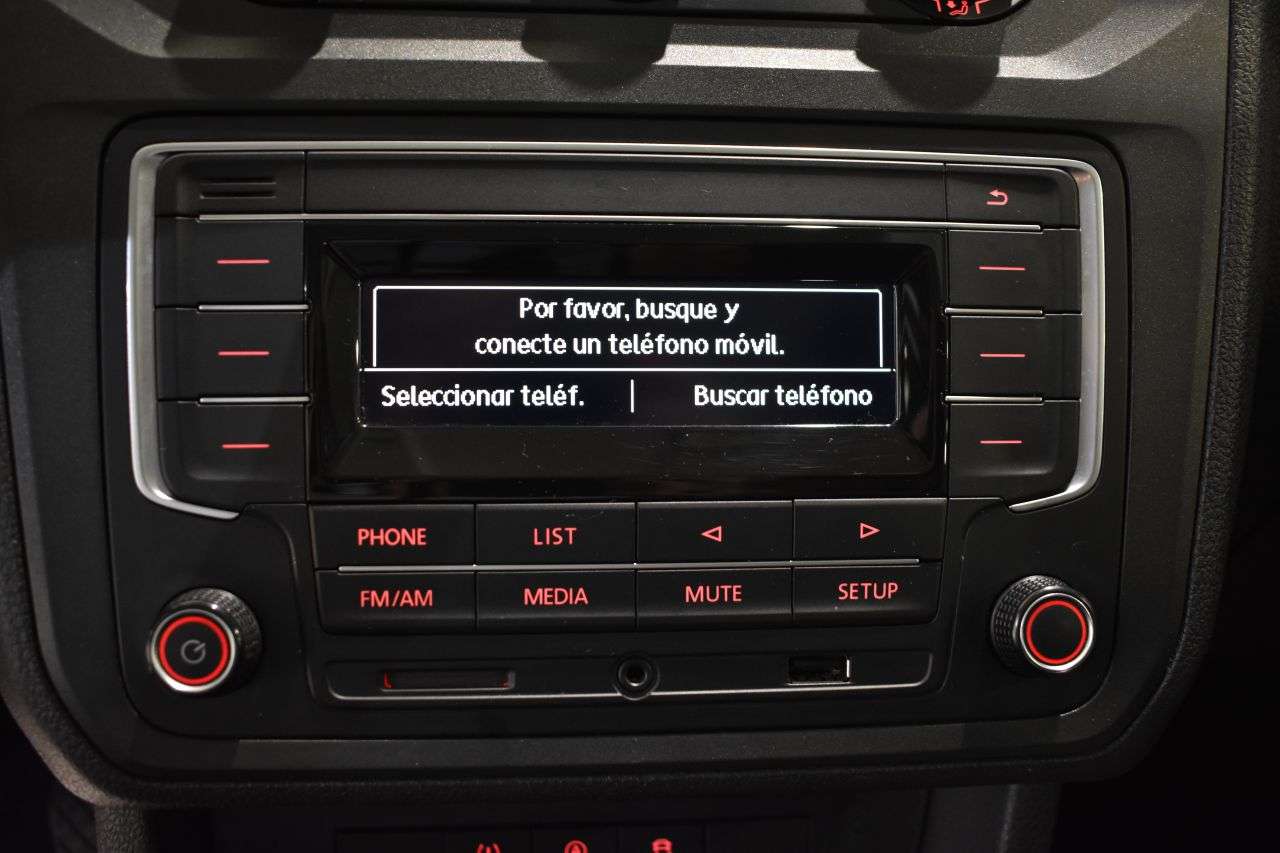 Por favor, busque y
conecte un teléfono móvil.
Seleccionar teléf. | Buscar teléfono
PHONE LIST
FM/AM MEDIA MUTE SETUP